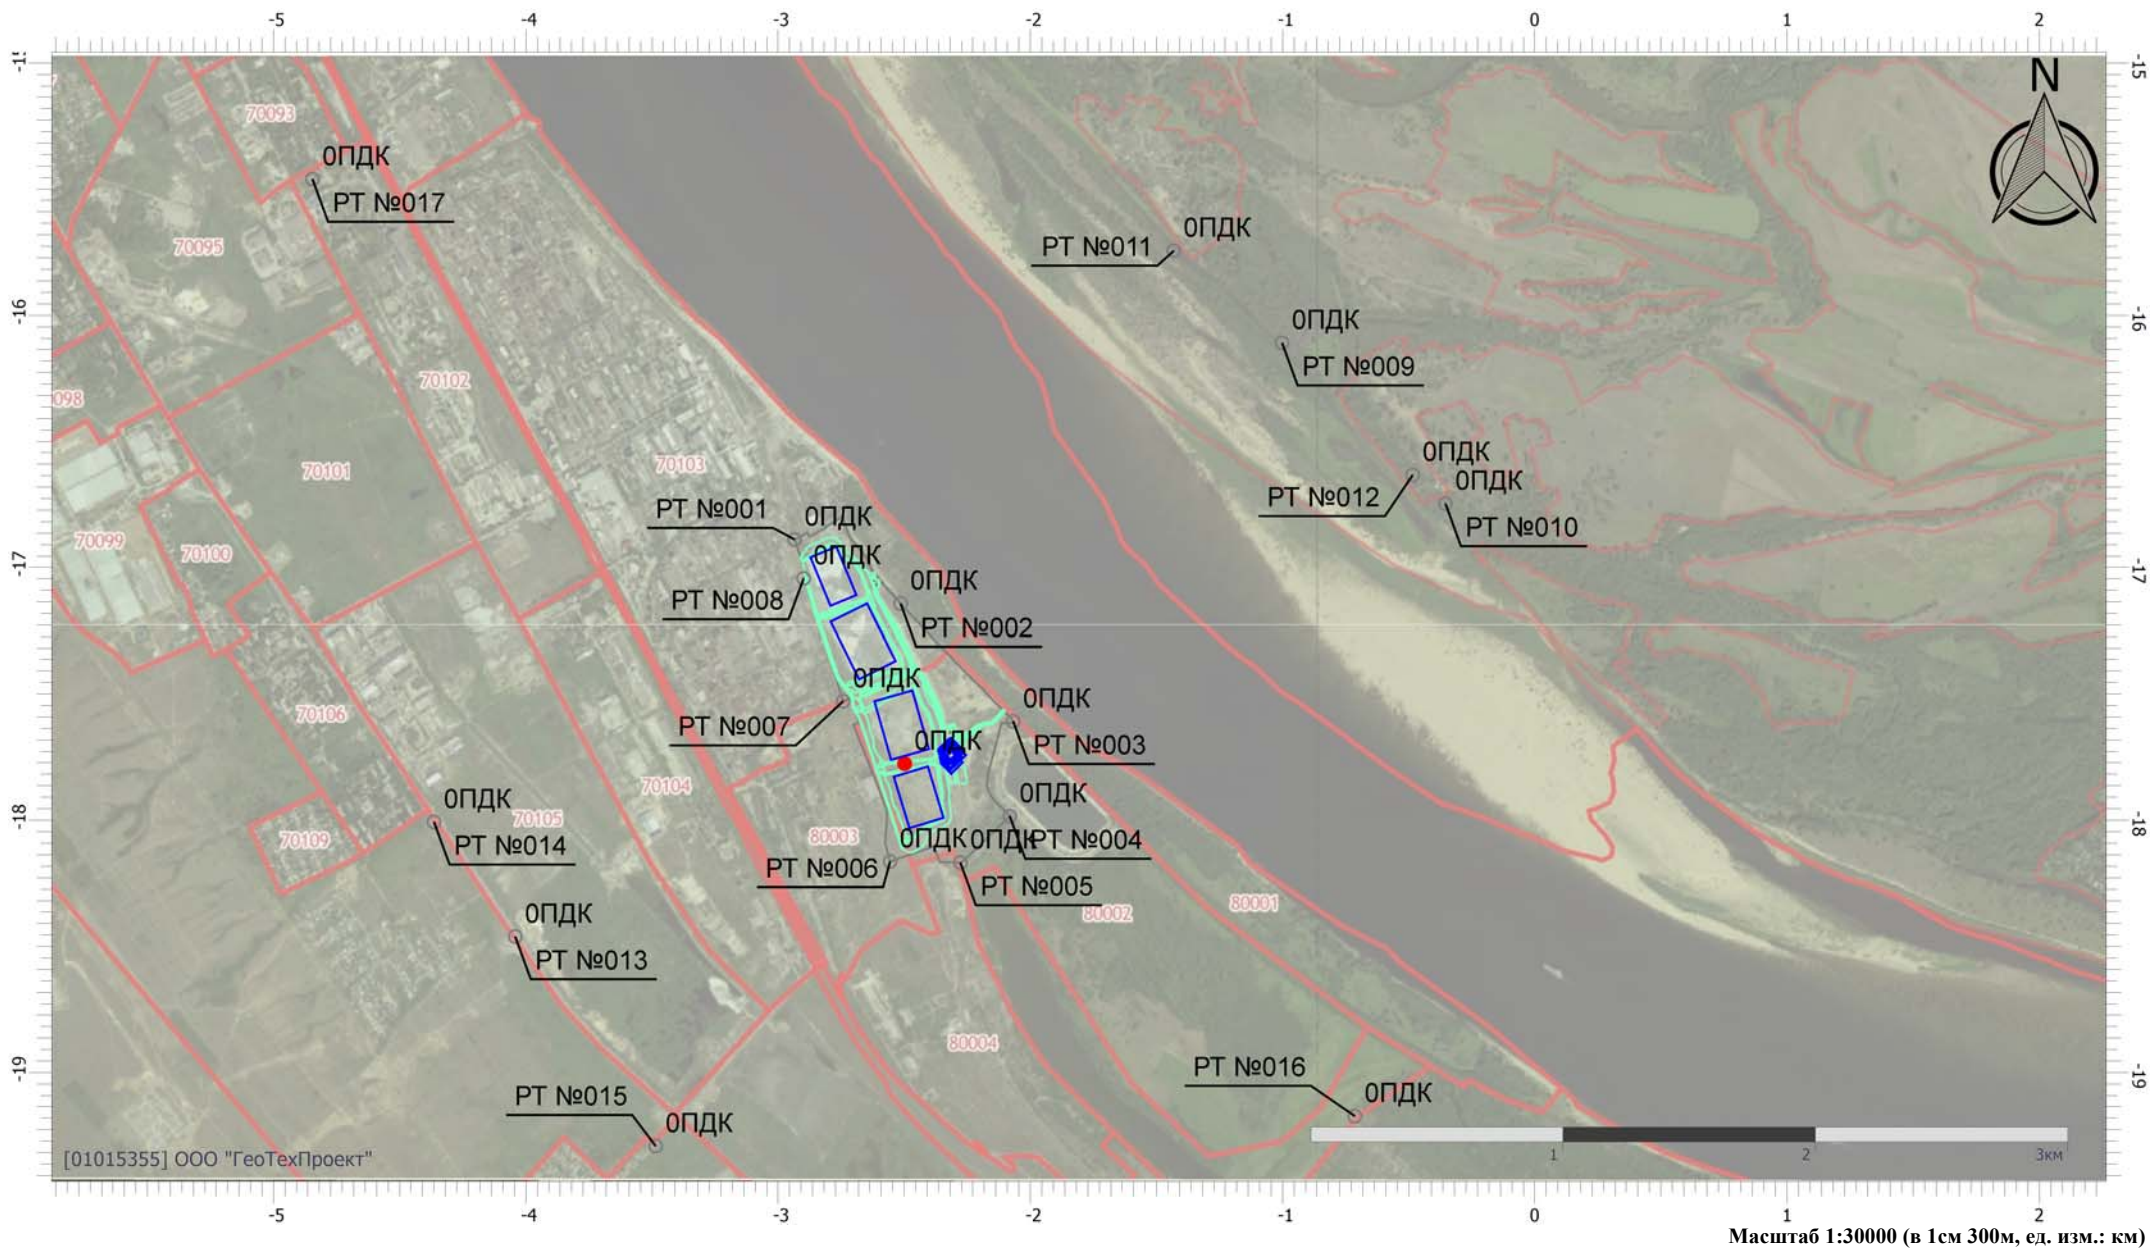 -5 -4 -3 -2 -1 0 1 2
-15
N
70093
0ПДК
РТ №017
70095
0ПДК
РТ №011
-16 -16
0ПДК
РТ №009
70102
098
70103
70101
0ПДК
РТ №012
0ПДК
РТ №010
РТ №001
0ПДК
70099
70100
0ПДК
РТ №008
-17 -17
0ПДК
РТ №002
0ПДК
РТ №007
70106
0ПДК
РТ №003
0ПДК
70104
0ПДК
РТ №014
70105
0ПДК
РТ №004
-18 -18
70109
80003
0ПДК
РТ №006
0ПДК
РТ №005
80002
80001
0ПДК
РТ №013
80004
-19 -19
РТ №016
0ПДК
РТ №015
0ПДК
1 2 3км
[01015355] ООО "ГеоТехПроект"
-5 -4 -3 -2 -1 0 1 2
Масштаб 1:30000 (в 1см 300м, ед. изм.: км)